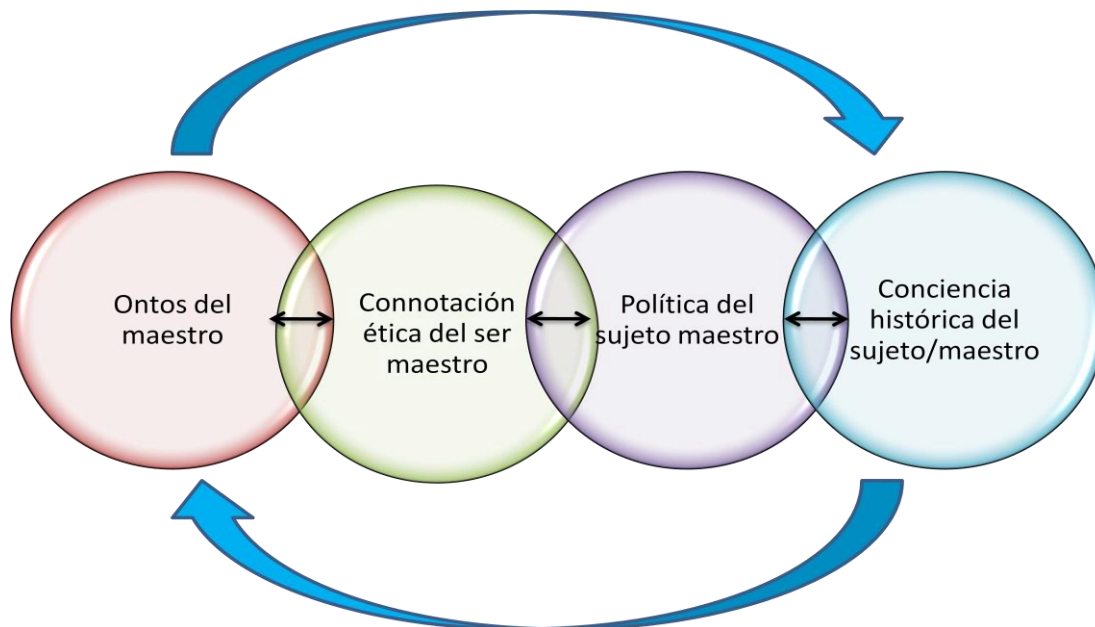 Ontos del
maestro
Connotación
ética del ser
maestro
Política del
sujeto maestro
Conciencia
histórica del
sujeto/maestro